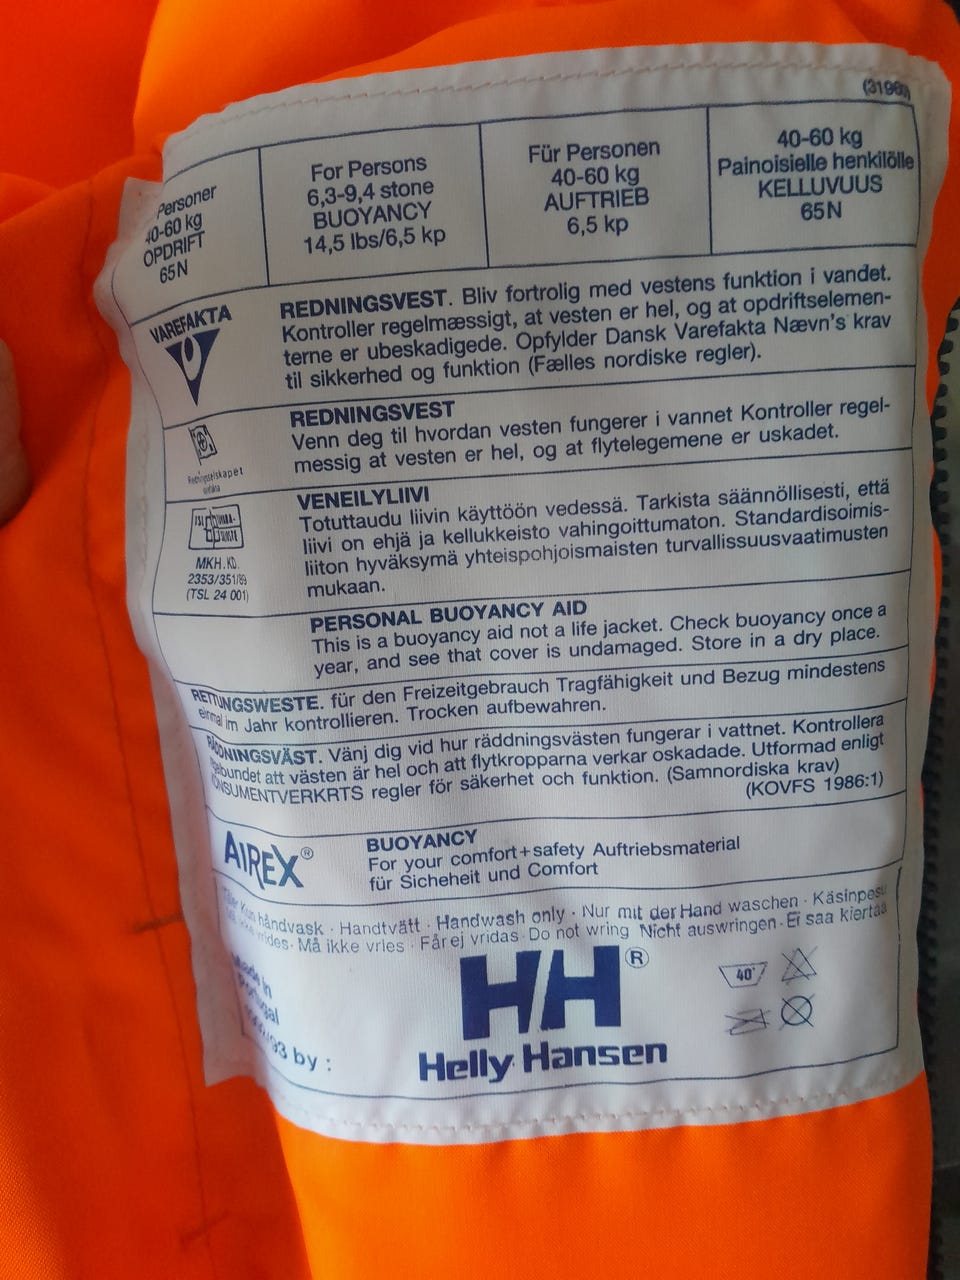 (31960)
Personer
40-60 kg
OPDRIFT
65N
For Persons
6,3-9,4 stone
BUOYANCY
14,5 lbs/6,5 kp
Für Personen
40-60 kg
AUFTRIEB
6,5 kp
40-60 kg
Painoisielle henkilölle
KELLUVUUS
65N
VAREFAKTA
REDNINGSVEST. Bliv fortrolig med vestens funktion i vandet.
Kontroller regelmæssigt, at vesten er hel, og at opdriftselemen-
terne er ubeskadigede. Opfylder Dansk Varefakta Nævn's krav
til sikkerhed og funktion (Fælles nordiske regler).
Redningsselskapet
REDNINGSVEST
Venn deg til hvordan vesten fungerer i vannet Kontroller regel-
messig at vesten er hel, og at flytelegemene er uskadet.
MKH.KD.
2353/351/89
(TSL 24 001)
VENEILYLIIVI
Totuttaudu liivin käyttöön vedessä. Tarkista säännöllisesti, että
liivi on ehjä ja kellukkeisto vahingoittumaton. Standardisoimis-
liiton hyväksymä yhteispohjoismaisten turvallissuusvaatimusten
mukaan.
PERSONAL BUOYANCY AID
This is a buoyancy aid not a life jacket. Check buoyancy once a
year, and see that cover is undamaged. Store in a dry place.
RETTUNGSWESTE. für den Freizeitgebrauch Tragfähigkeit und Bezug mindestens
einmal im Jahr kontrollieren. Trocken aufbewahren.
RÄDDNINGSVÄST. Vänj dig vid hur räddningsvästen fungerar i vattnet. Kontrollera
gebundet att västen är hel och att flytkropparna verkar oskadade. Utformad enligt
KONSUMENTVERKRTS regler för säkerhet och funktion. (Samnordiska krav)
(KOVFS 1986:1)
AIREX®
BUOYANCY
For your comfort+safety Auftriebsmaterial
für Sicheheit und Comfort
Kun håndvask · Handtvätt · Handwash only · Nur mit der Hand waschen · Käsinpesu
ikke vrides · Må ikke vries · Får ej vridas · Do not wring Nicht auswringen · Ei saa kiertää
Made in
Portugal
/93 by :
HH®
Helly Hansen
40°